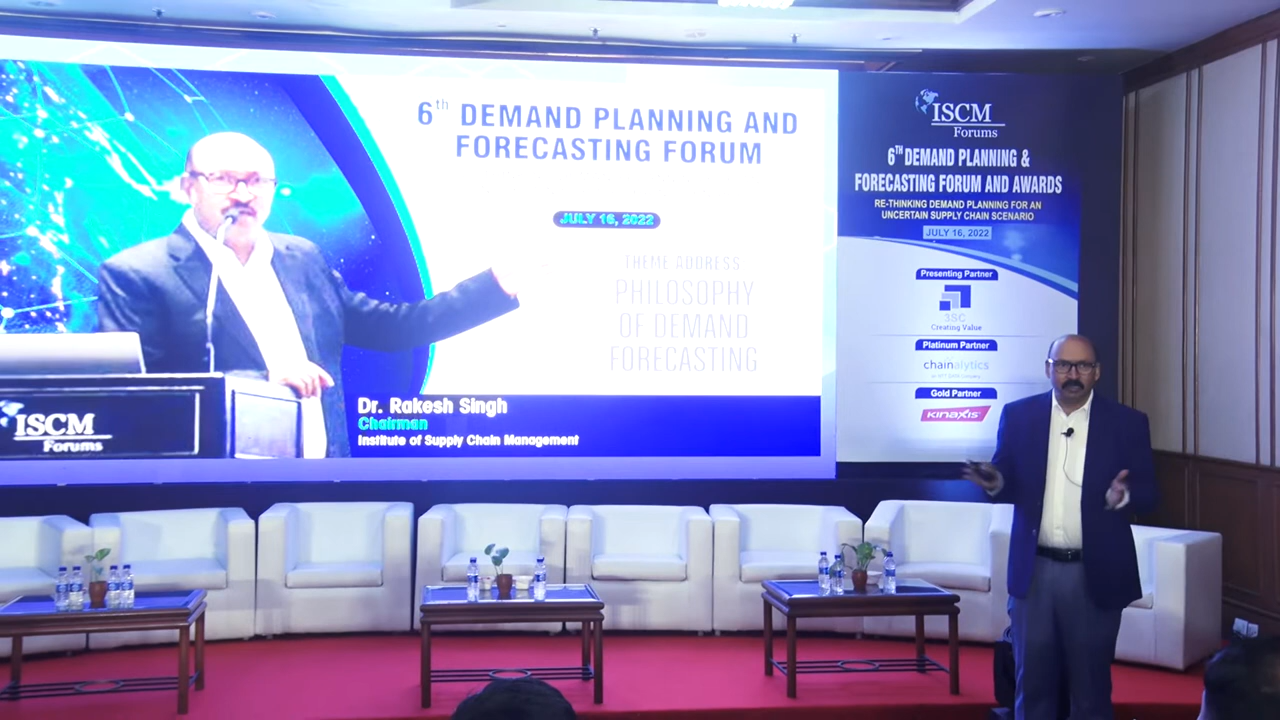 6th DEMAND PLANNING AND
FORECASTING FORUM
JULY 16, 2022
THEME ADDRESS
PHILOSOPHY
OF DEMAND
FORECASTING
Dr. Rakesh Singh
Chairman
Institute of Supply Chain Management
ISCM
Forums
ISCM
Forums
6TH DEMAND PLANNING &
FORECASTING FORUM AND AWARDS
RE-THINKING DEMAND PLANNING FOR AN
UNCERTAIN SUPPLY CHAIN SCENARIO
JULY 16, 2022
Presenting Partner
3SC
Creating Value
Platinum Partner
chainalytics
Gold Partner
KINAXIS